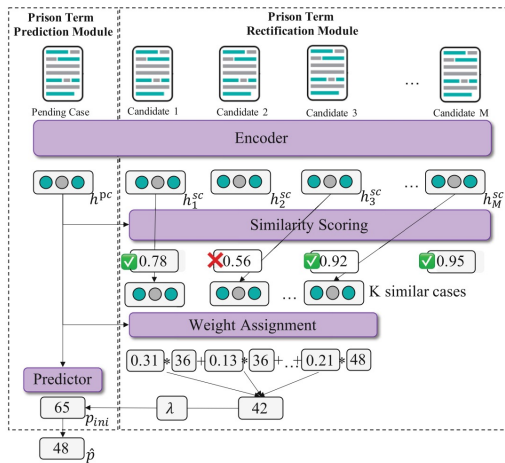 Prison Term
Prediction Module
Prison Term
Rectification Module
Pending Case
Candidate 1
Candidate 2
Candidate 3
...
Candidate M
Encoder
h^pc
h_1^sc
h_2^sc
h_3^sc
...
h_M^sc
Similarity Scoring
0.78
0.56
0.92
0.95
...
K similar cases
Weight Assignment
0.31 * 36 + 0.13 * 36 + ... + 0.21 * 48
Predictor
65
p_ini
λ
42
48
p̂